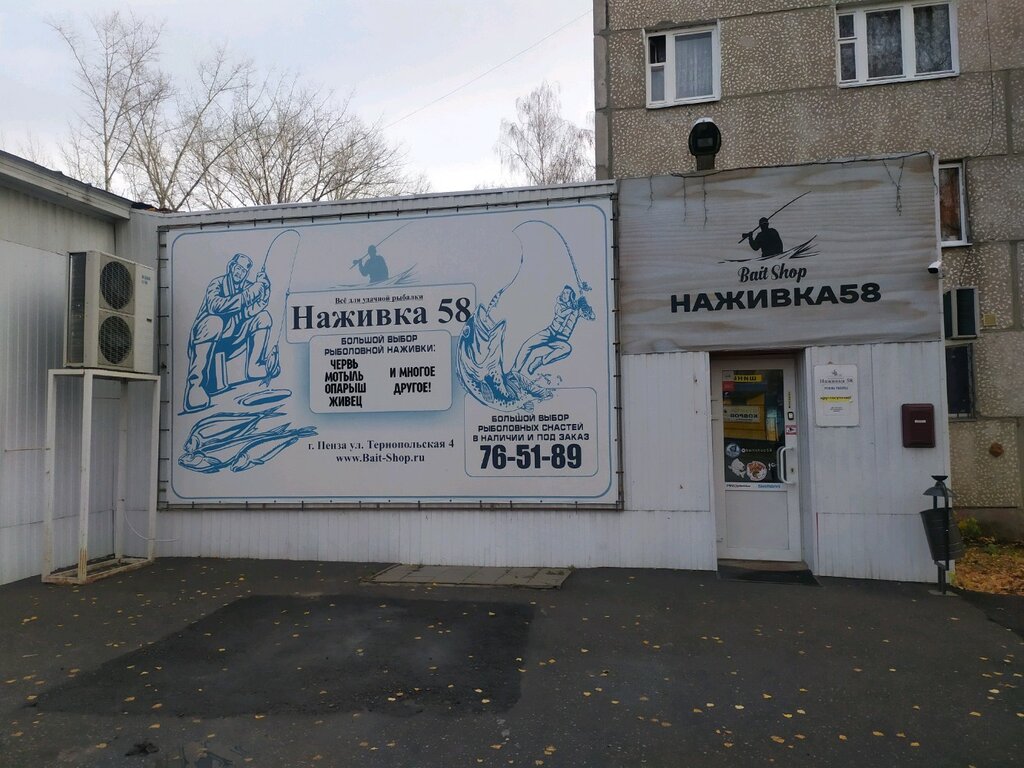 Всё для удачной рыбалки
Наживка 58
БОЛЬШОЙ ВЫБОР
РЫБОЛОВНОЙ НАЖИВКИ:
ЧЕРВЬ
МОТЫЛЬ
ОПАРЫШ
ЖИВЕЦ
И МНОГОЕ
ДРУГОЕ!
БОЛЬШОЙ ВЫБОР
РЫБОЛОВНЫХ СНАСТЕЙ
В НАЛИЧИИ И ПОД ЗАКАЗ
76-51-89
г. Пенза ул. Тернопольская 4
www.Bait-Shop.ru
Bait Shop
НАЖИВКА58
Наживка 58